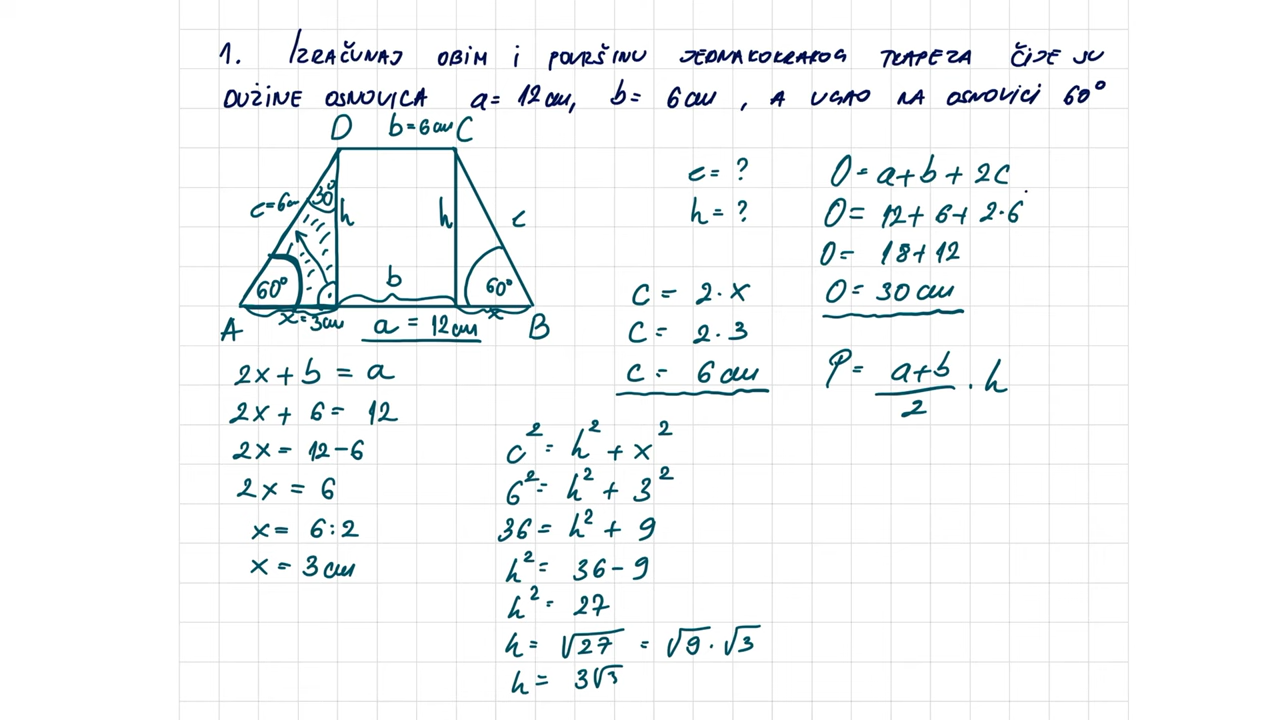 1. IZRAČUNAJ OBIM I POVRŠINU JEDNAKOKRAKOG TRAPEZA ČIJE SU
DUŽINE OSNOVICA a = 12 cm, b = 6 cm, A UGAO NA OSNOVICI 60°
D b = 6 cm C
c = 6 cm 30° h h c
60° b 60°
A x = 3 cm a = 12 cm x B
2x + b = a
2x + 6 = 12
2x = 12 - 6
2x = 6
x = 6 : 2
x = 3 cm
c = ?
h = ?
C = 2 · x
C = 2 · 3
C = 6 cm
c² = h² + x²
6² = h² + 3²
36 = h² + 9
h² = 36 - 9
h² = 27
h = √27 = √9 · √3
h = 3√3
O = a + b + 2c
O = 12 + 6 + 2 · 6
O = 18 + 12
O = 30 cm
P = (a+b)/2 · h